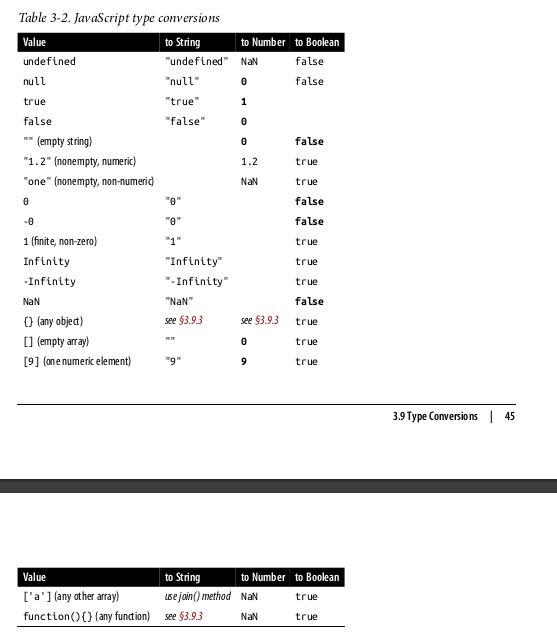 Table 3-2. JavaScript type conversions
Value to String to Number to Boolean
undefined "undefined" NaN false
null "null" 0 false
true "true" 1
false "false" 0
"" (empty string) 0 false
"1.2" (nonempty, numeric) 1.2 true
"one" (nonempty, non-numeric) NaN true
0 "0" false
-0 "0" false
1 (finite, non-zero) "1" true
Infinity "Infinity" true
-Infinity "-Infinity" true
NaN "NaN" false
{} (any object) see §3.9.3 see §3.9.3 true
[] (empty array) "" 0 true
[9] (one numeric element) "9" 9 true
3.9 Type Conversions | 45
Value to String to Number to Boolean
['a'] (any other array) use join() method NaN true
function(){} (any function) see §3.9.3 NaN true